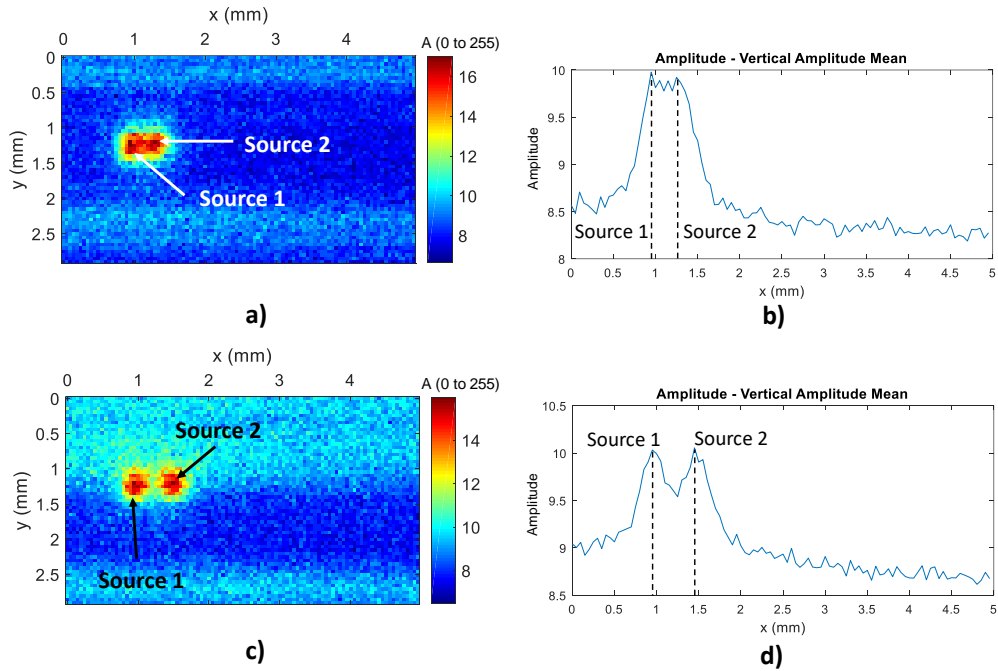 x (mm)
0 1 2 3 4
A (0 to 255)
0
0.5
1
1.5
2
2.5
y (mm)
16
14
12
10
8
Source 2
Source 1
a)
Amplitude - Vertical Amplitude Mean
10
9.5
9
8.5
8
Amplitude
Source 1
Source 2
0 0.5 1 1.5 2 2.5 3 3.5 4 4.5 5
x (mm)
b)
x (mm)
0 1 2 3 4
A (0 to 255)
0
0.5
1
1.5
2
2.5
y (mm)
14
12
10
8
Source 2
Source 1
c)
Amplitude - Vertical Amplitude Mean
10.5
10
9.5
9
8.5
Amplitude
Source 1
Source 2
0 0.5 1 1.5 2 2.5 3 3.5 4 4.5 5
x (mm)
d)